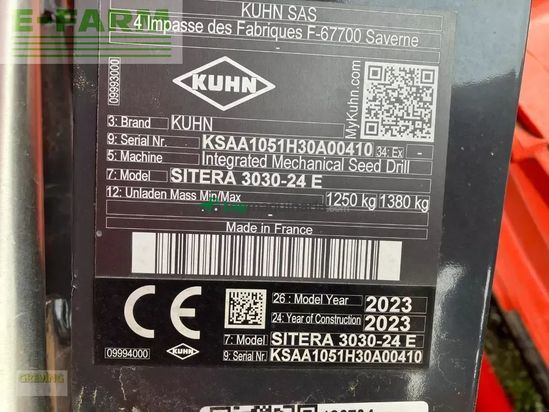 E-FARM
KUHN SAS
4 Impasse des Fabriques F-67700 Saverne
09993000
KUHN
MyKuhn.com
3: Brand KUHN
9: Serial Nr. KSAA1051H30A00410 34: Ex -
5: Machine Integrated Mechanical Seed Drill
7: Model SITERA 3030-24 E
12: Unladen Mass Min/Max 1250 kg 1380 kg
- -
Made in France
CE
26: Model Year 2023
24: Year of Construction 2023
7: Model SITERA 3030-24 E
9: Serial Nr. KSAA1051H30A00410
09994000
KUHN
GREVING